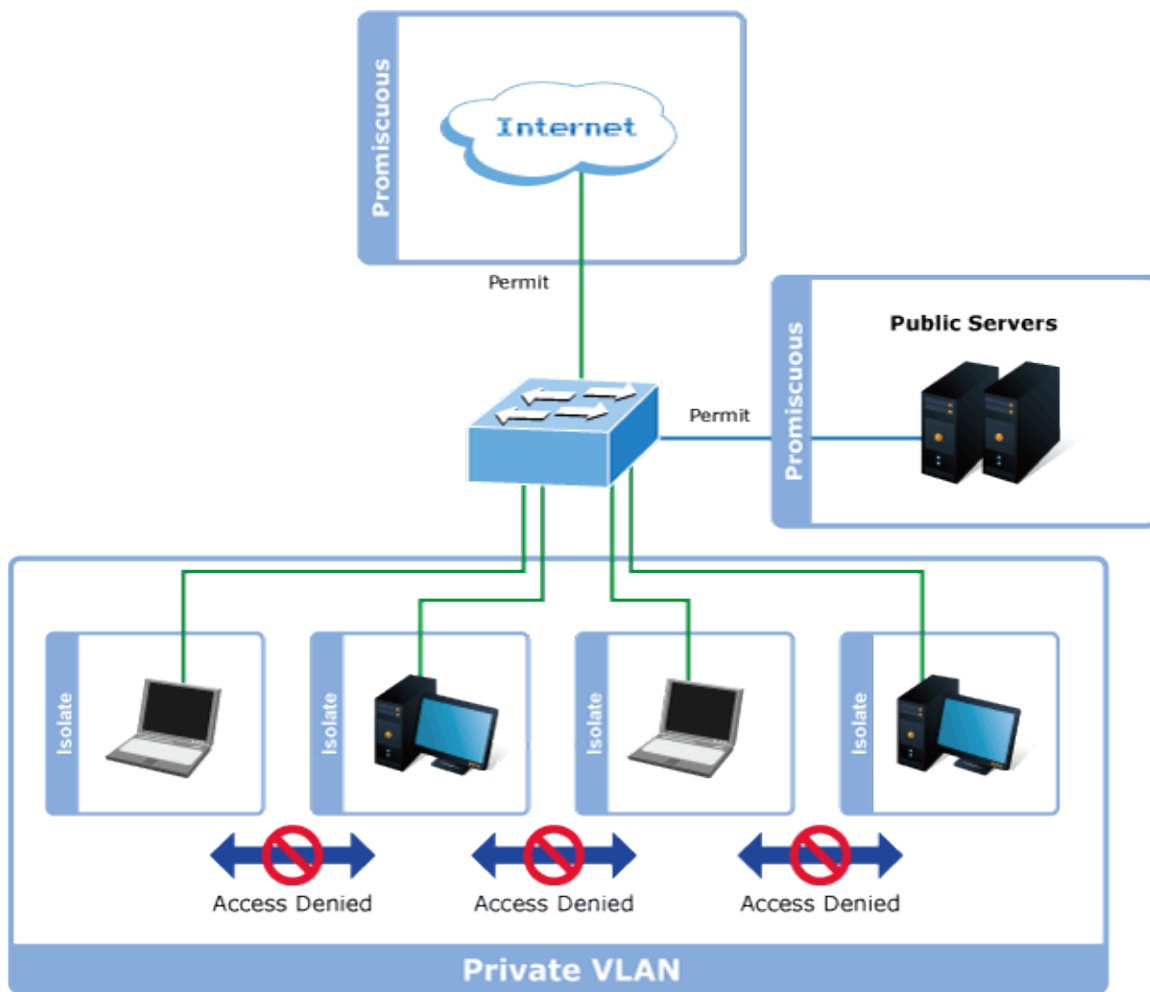 Promiscuous
Internet
Permit
Promiscuous
Public Servers
Permit
Isolate
Isolate
Isolate
Isolate
Access Denied
Access Denied
Access Denied
Private VLAN